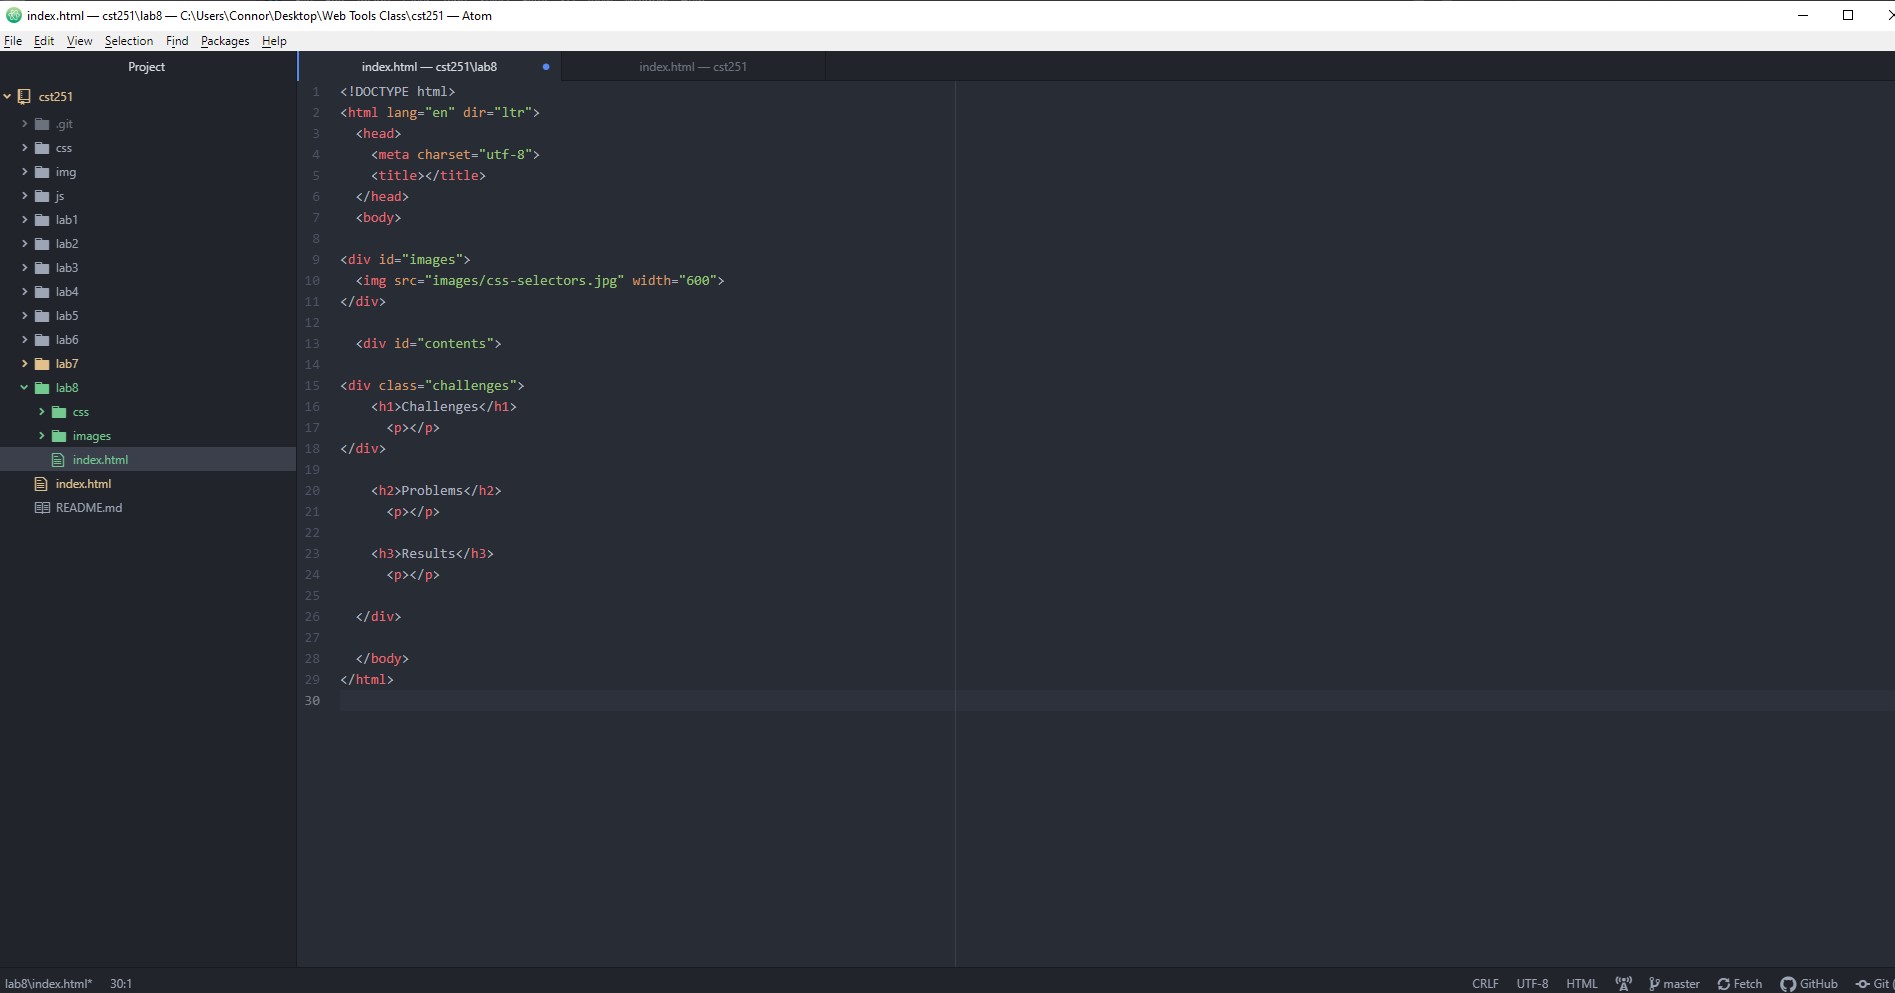 index.html — cst251\lab8 — C:\Users\Connor\Desktop\Web Tools Class\cst251 — Atom
File Edit View Selection Find Packages Help
Project
cst251
.git
css
img
js
lab1
lab2
lab3
lab4
lab5
lab6
lab7
lab8
css
images
index.html
index.html
README.md
index.html — cst251\lab8 index.html — cst251
1 <!DOCTYPE html>
2 <html lang="en" dir="ltr">
3 <head>
4 <meta charset="utf-8">
5 <title></title>
6 </head>
7 <body>
8
9 <div id="images">
10 <img src="images/css-selectors.jpg" width="600">
11 </div>
12
13 <div id="contents">
14
15 <div class="challenges">
16 <h1>Challenges</h1>
17 <p></p>
18 </div>
19
20 <h2>Problems</h2>
21 <p></p>
22
23 <h3>Results</h3>
24 <p></p>
25
26 </div>
27
28 </body>
29 </html>
30
lab8\index.html* 30:1 CRLF UTF-8 HTML master Fetch GitHub Git (